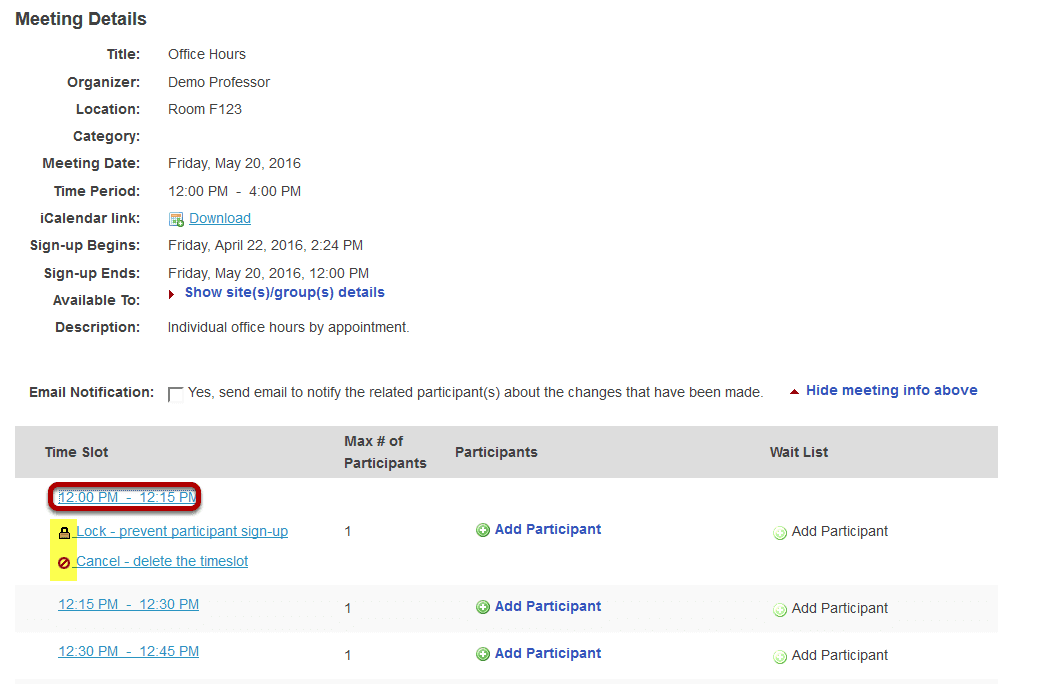 Meeting Details
Title: Office Hours
Organizer: Demo Professor
Location: Room F123
Category:
Meeting Date: Friday, May 20, 2016
Time Period: 12:00 PM - 4:00 PM
iCalendar link: Download
Sign-up Begins: Friday, April 22, 2016, 2:24 PM
Sign-up Ends: Friday, May 20, 2016, 12:00 PM
Available To: Show site(s)/group(s) details
Description: Individual office hours by appointment.
Email Notification: Yes, send email to notify the related participant(s) about the changes that have been made. Hide meeting info above
Time Slot Max # of Participants Participants Wait List
12:00 PM - 12:15 PM
Lock - prevent participant sign-up 1 Add Participant Add Participant
Cancel - delete the timeslot
12:15 PM - 12:30 PM 1 Add Participant Add Participant
12:30 PM - 12:45 PM 1 Add Participant Add Participant